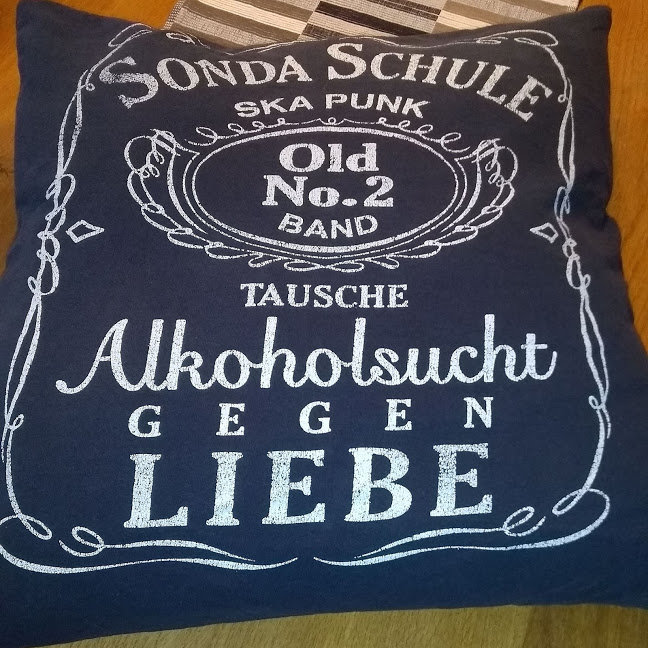 SONDA SCHULE
SKA PUNK
Old
No.2
BAND
TAUSCHE
Alkoholsucht
GEGEN
LIEBE